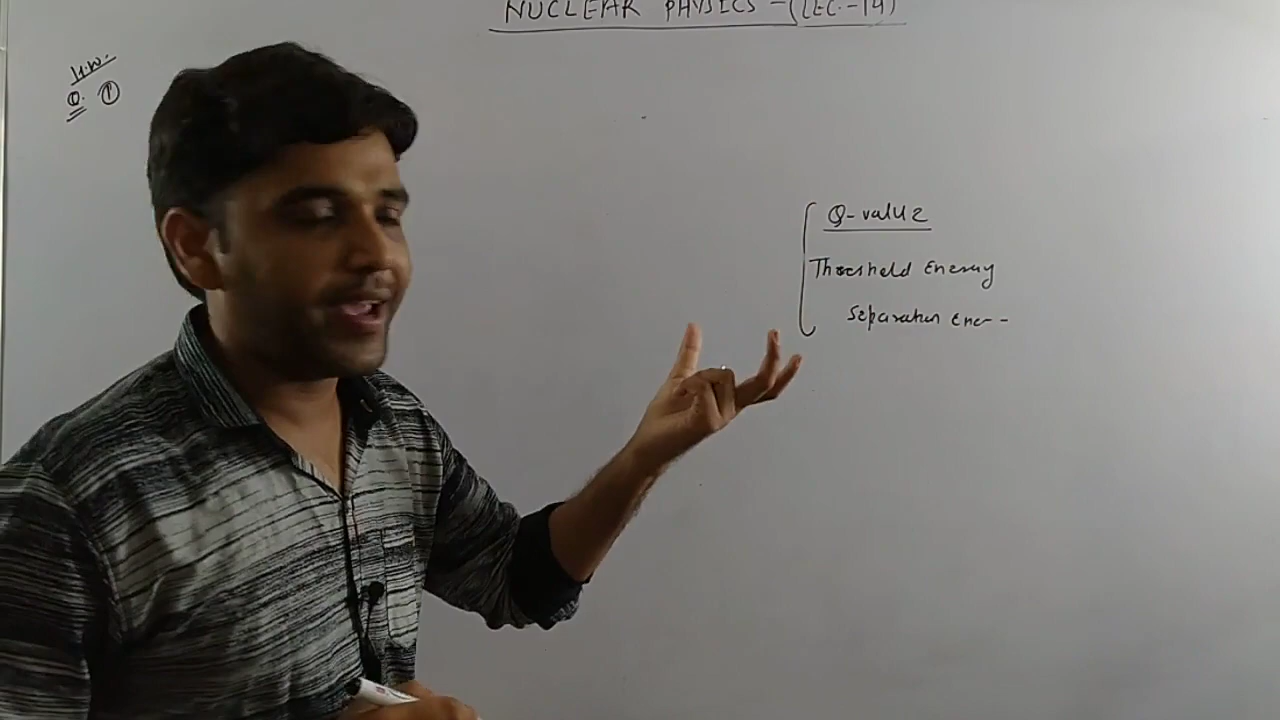 NUCLEAR PHYSICS - (LEC.-14)
H.W.
Q. 1
Q-value
Threshold Energy
Separation Ener--